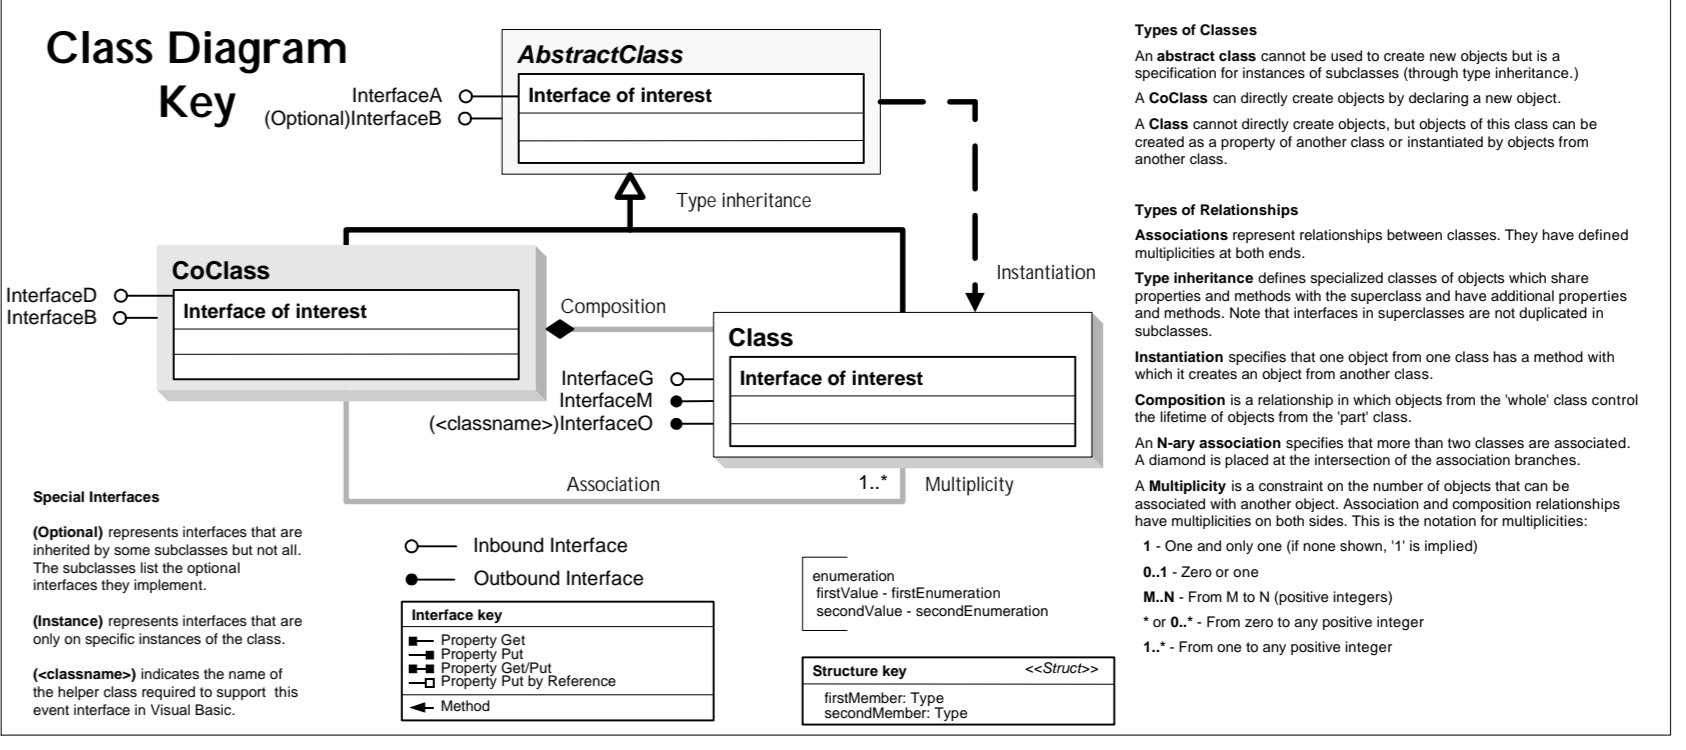 Class Diagram
Key
AbstractClass
Interface of interest
InterfaceA
(Optional)InterfaceB
Type inheritance
Instantiation
CoClass
Interface of interest
InterfaceD
InterfaceB
Composition
Class
Interface of interest
InterfaceG
InterfaceM
(<classname>)InterfaceO
Association
1..*
Multiplicity
Special Interfaces
(Optional) represents interfaces that are
inherited by some subclasses but not all.
The subclasses list the optional
interfaces they implement.
(Instance) represents interfaces that are
only on specific instances of the class.
(<classname>) indicates the name of
the helper class required to support this
event interface in Visual Basic.
Inbound Interface
Outbound Interface
Interface key
Property Get
Property Put
Property Get/Put
Property Put by Reference
Method
enumeration
firstValue - firstEnumeration
secondValue - secondEnumeration
Structure key <<Struct>>
firstMember: Type
secondMember: Type
Types of Classes
An abstract class cannot be used to create new objects but is a
specification for instances of subclasses (through type inheritance.)
A CoClass can directly create objects by declaring a new object.
A Class cannot directly create objects, but objects of this class can be
created as a property of another class or instantiated by objects from
another class.
Types of Relationships
Associations represent relationships between classes. They have defined
multiplicities at both ends.
Type inheritance defines specialized classes of objects which share
properties and methods with the superclass and have additional properties
and methods. Note that interfaces in superclasses are not duplicated in
subclasses.
Instantiation specifies that one object from one class has a method with
which it creates an object from another class.
Composition is a relationship in which objects from the 'whole' class control
the lifetime of objects from the 'part' class.
An N-ary association specifies that more than two classes are associated.
A diamond is placed at the intersection of the association branches.
A Multiplicity is a constraint on the number of objects that can be
associated with another object. Association and composition relationships
have multiplicities on both sides. This is the notation for multiplicities:
1 - One and only one (if none shown, '1' is implied)
0..1 - Zero or one
M..N - From M to N (positive integers)
* or 0..* - From zero to any positive integer
1..* - From one to any positive integer